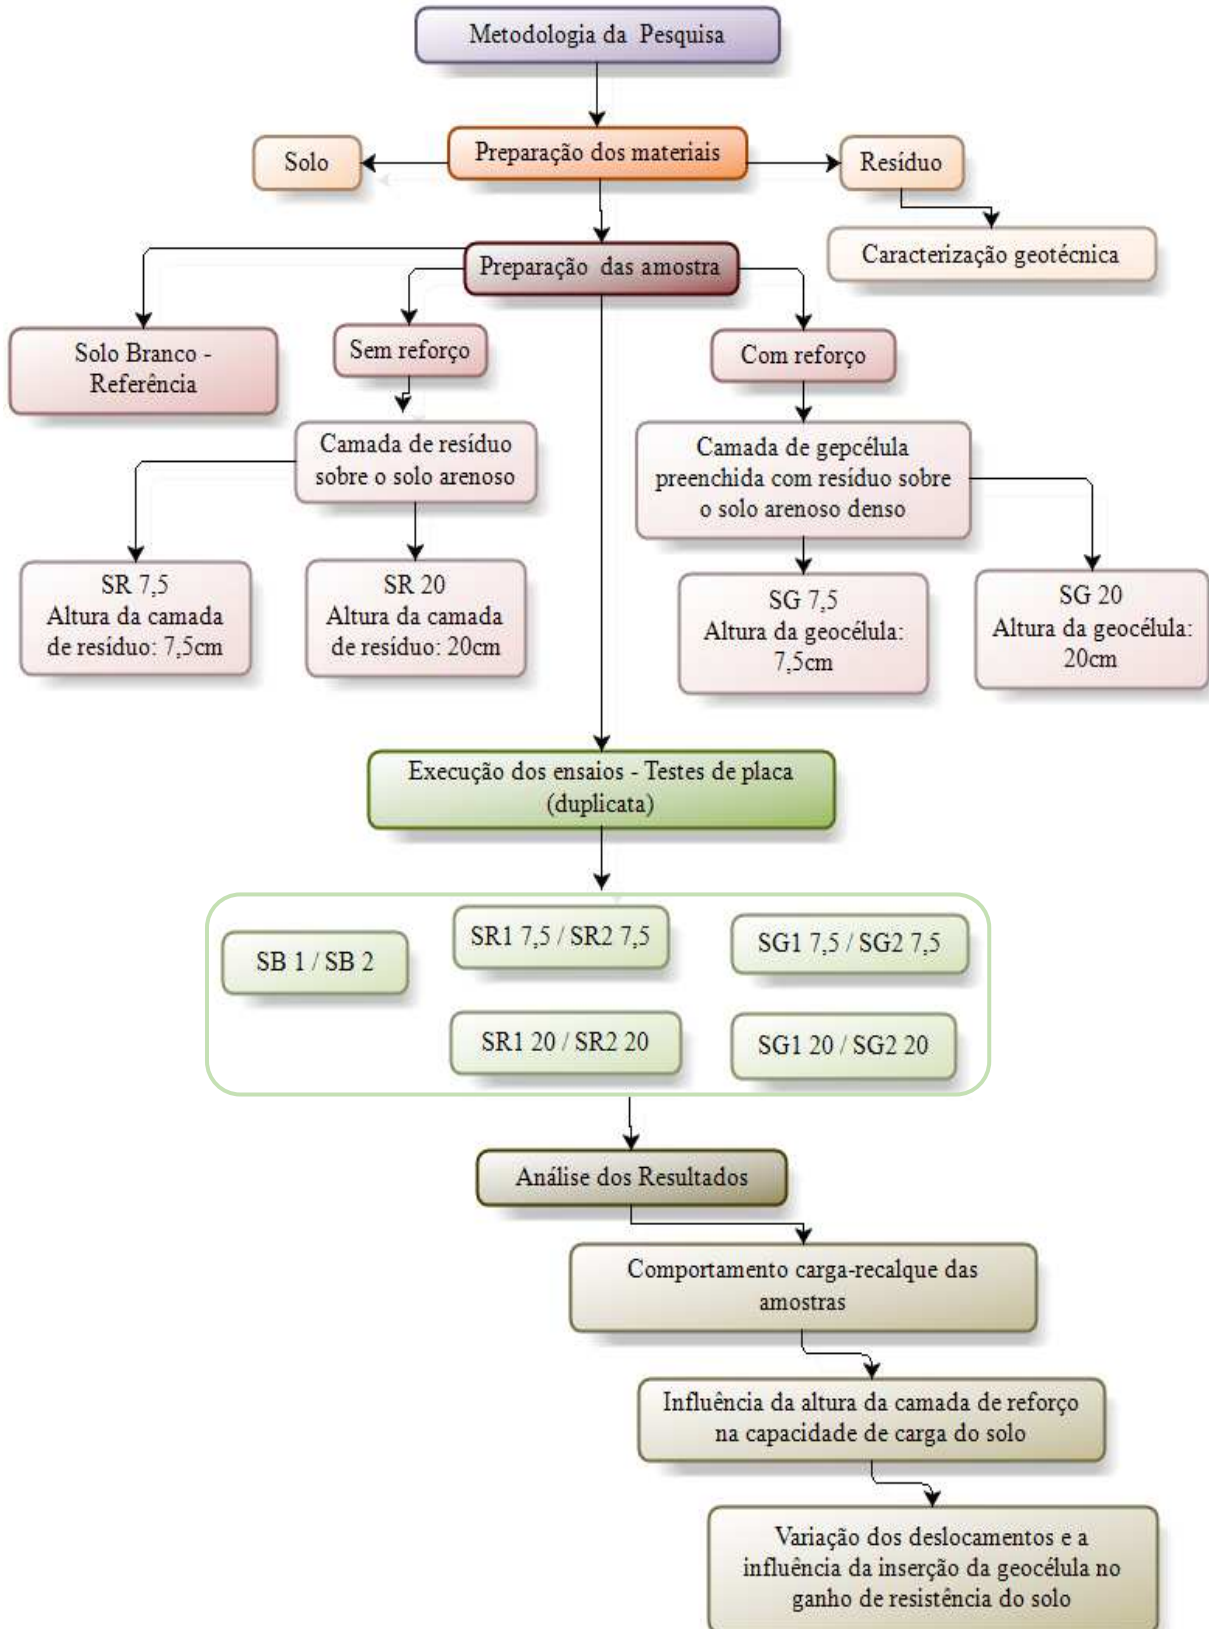 Metodologia da Pesquisa
Solo
Preparação dos materiais
Resíduo
Caracterização geotécnica
Preparação das amostra
Solo Branco -
Referência
Sem reforço
Com reforço
Camada de resíduo
sobre o solo arenoso
Camada de gepcélula
preenchida com resíduo sobre
o solo arenoso denso
SR 7,5
Altura da camada
de resíduo: 7,5cm
SR 20
Altura da camada
de resíduo: 20cm
SG 7,5
Altura da geocélula:
7,5cm
SG 20
Altura da geocélula:
20cm
Execução dos ensaios - Testes de placa
(duplicata)
SB 1 / SB 2
SR1 7,5 / SR2 7,5
SG1 7,5 / SG2 7,5
SR1 20 / SR2 20
SG1 20 / SG2 20
Análise dos Resultados
Comportamento carga-recalque das
amostras
Influência da altura da camada de reforço
na capacidade de carga do solo
Variação dos deslocamentos e a
influência da inserção da geocélula no
ganho de resistência do solo